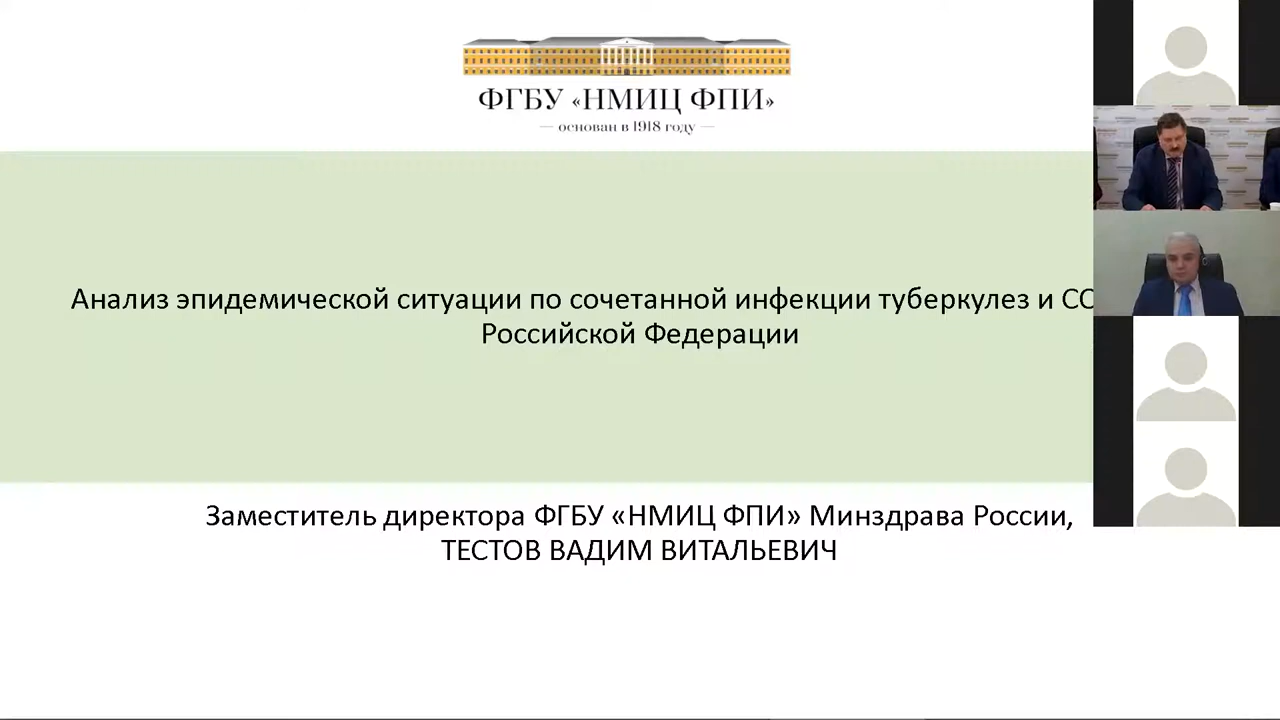 ФГБУ «НМИЦ ФПИ»
основан в 1918 году
Анализ эпидемической ситуации по сочетанной инфекции туберкулез и
Российской Федерации
Заместитель директора ФГБУ «НМИЦ ФПИ» Минздрава России,
ТЕСТОВ ВАДИМ ВИТАЛЬЕВИЧ